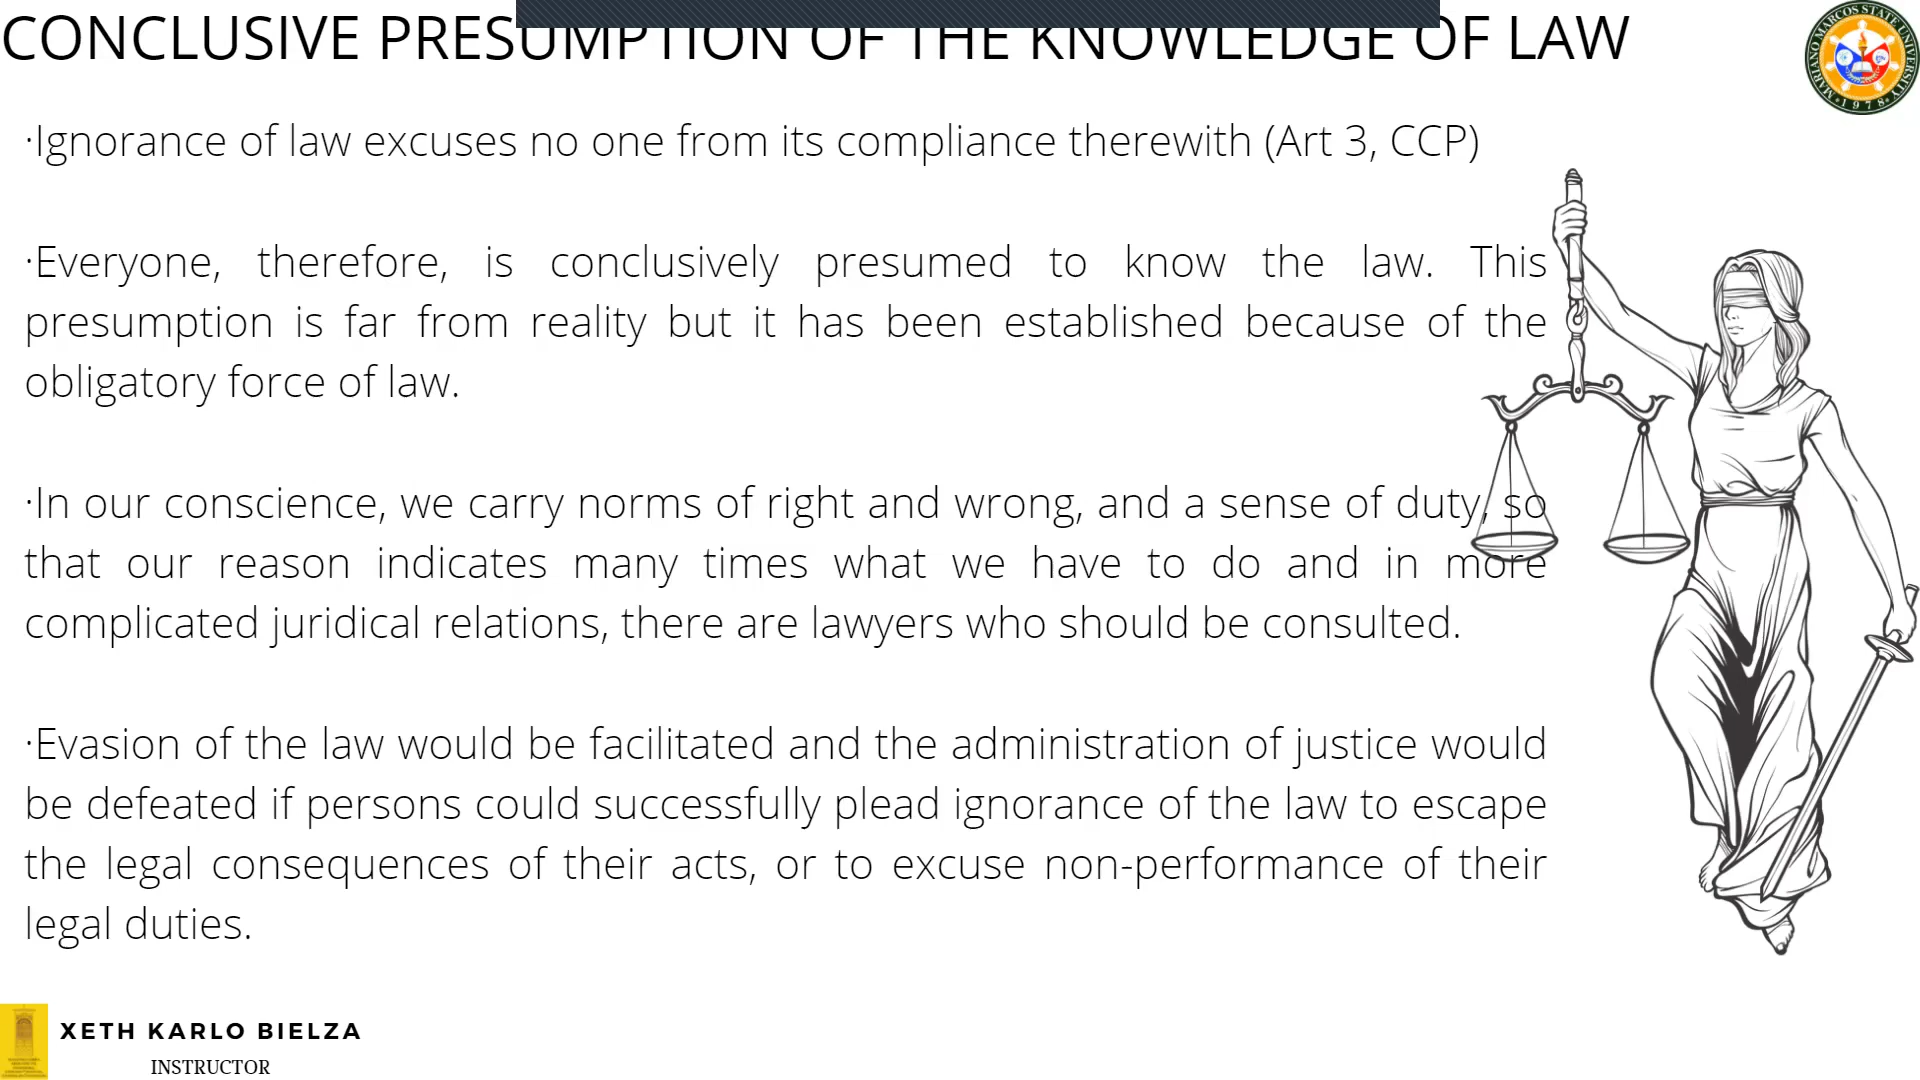 CONCLUSIVE PRESUMPTION OF THE KNOWLEDGE OF LAW
MARIANO MARCOS STATE UNIVERSITY
1978
·Ignorance of law excuses no one from its compliance therewith (Art 3, CCP)
·Everyone, therefore, is conclusively presumed to know the law. This
presumption is far from reality but it has been established because of the
obligatory force of law.
·In our conscience, we carry norms of right and wrong, and a sense of duty, so
that our reason indicates many times what we have to do and in more
complicated juridical relations, there are lawyers who should be consulted.
·Evasion of the law would be facilitated and the administration of justice would
be defeated if persons could successfully plead ignorance of the law to escape
the legal consequences of their acts, or to excuse non-performance of their
legal duties.
XETH KARLO BIELZA
INSTRUCTOR